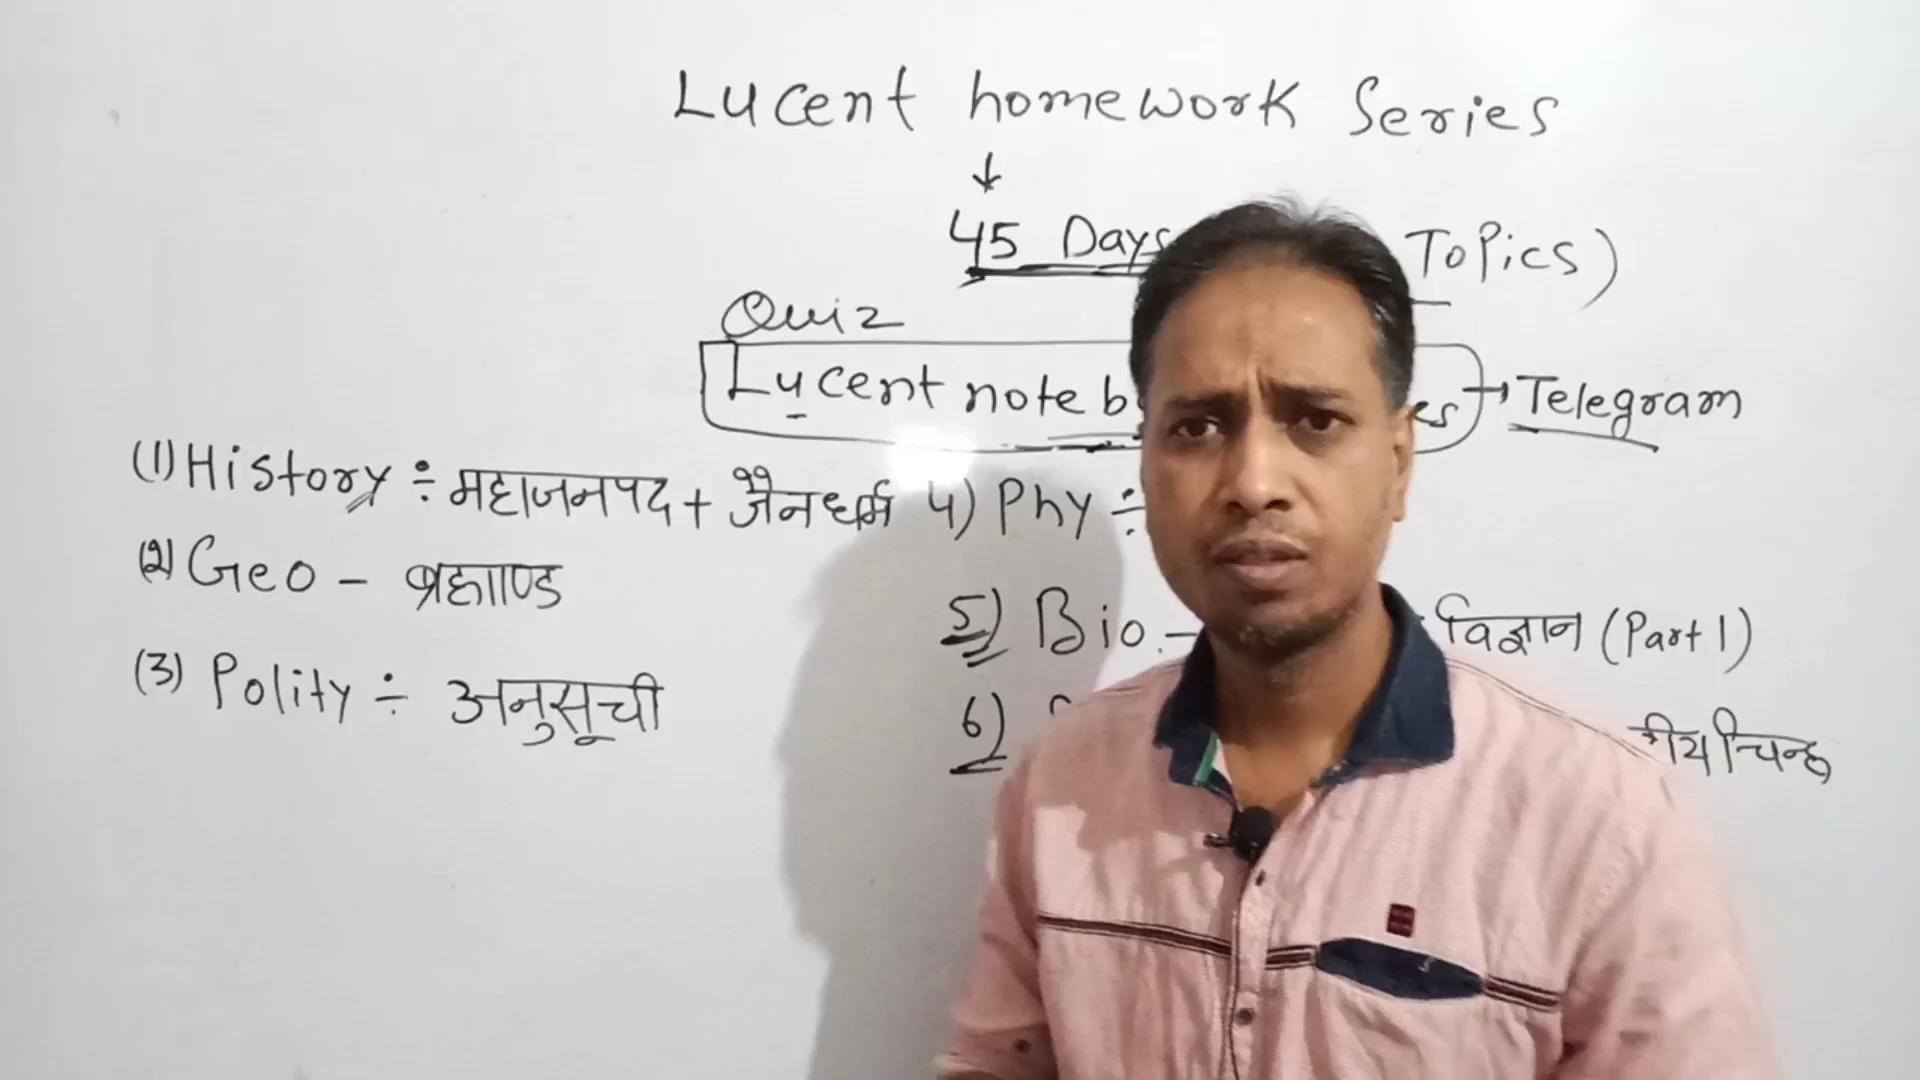 Lucent homework Series
↓
45 Days Topics)
Quiz
Lucent note → Telegram
(1) History ÷ महाजनपद + जैन धर्म
(2) Geo - ब्रह्माण्ड
(3) Polity ÷ अनुसूची
4) Phy ÷
5) Bio. - विज्ञान (Part 1)
6) चिन्ह